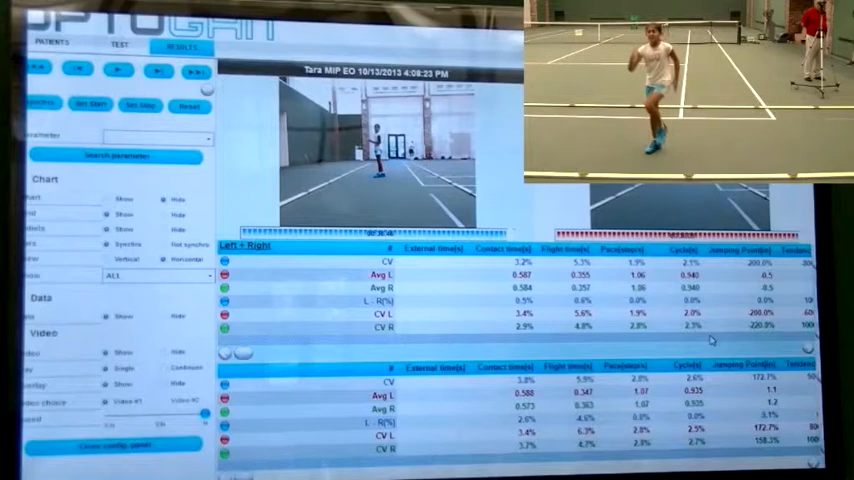 OPTOGAIT
PATIENTS TEST RESULTS
Tara MIP EO 10/13/2013 4:08:23 PM
Set Start Set Stop Reset
Search parameter
Chart
Show Hide
Show Hide
Show Hide
Spectrs Not synchro
Vertical Horizontal
ALL
Data
Show Hide
Video
Show Hide
Single Continuos
Show Hide
Video #1 Video #2
Close config. panel
Left + Right # External time[s] Contact time[s] Flight time[s] Pace[step/s] Cycle[s] Jumping Point[%] Tendenc
CV 3.2% 5.3% 1.9% 2.1% 200.0%
Avg L 0.587 0.355 1.06 0.940 0.5
Avg R 0.584 0.357 1.06 0.940 -0.5
L - R(%) 0.5% 0.6% 0.0% 0.0% 0.0%
CV L 3.4% 5.6% 1.9% 2.0% -200.0%
CV R 2.9% 4.8% 2.8% 2.3% -220.0%
# External time[s] Contact time[s] Flight time[s] Pace[step/s] Cycle[s] Jumping Point[%] Tendenc
CV 3.8% 5.9% 2.8% 2.6% 172.7%
Avg L 0.588 0.347 1.07 0.935 1.1
Avg R 0.573 0.363 1.07 0.935 1.2
L - R(%) 2.6% -4.6% 0.0% 0.0%
CV L 3.4% 6.3% 2.8% 2.5% 172.7%
CV R 3.7% 4.7% 2.8% 2.7% 158.3%